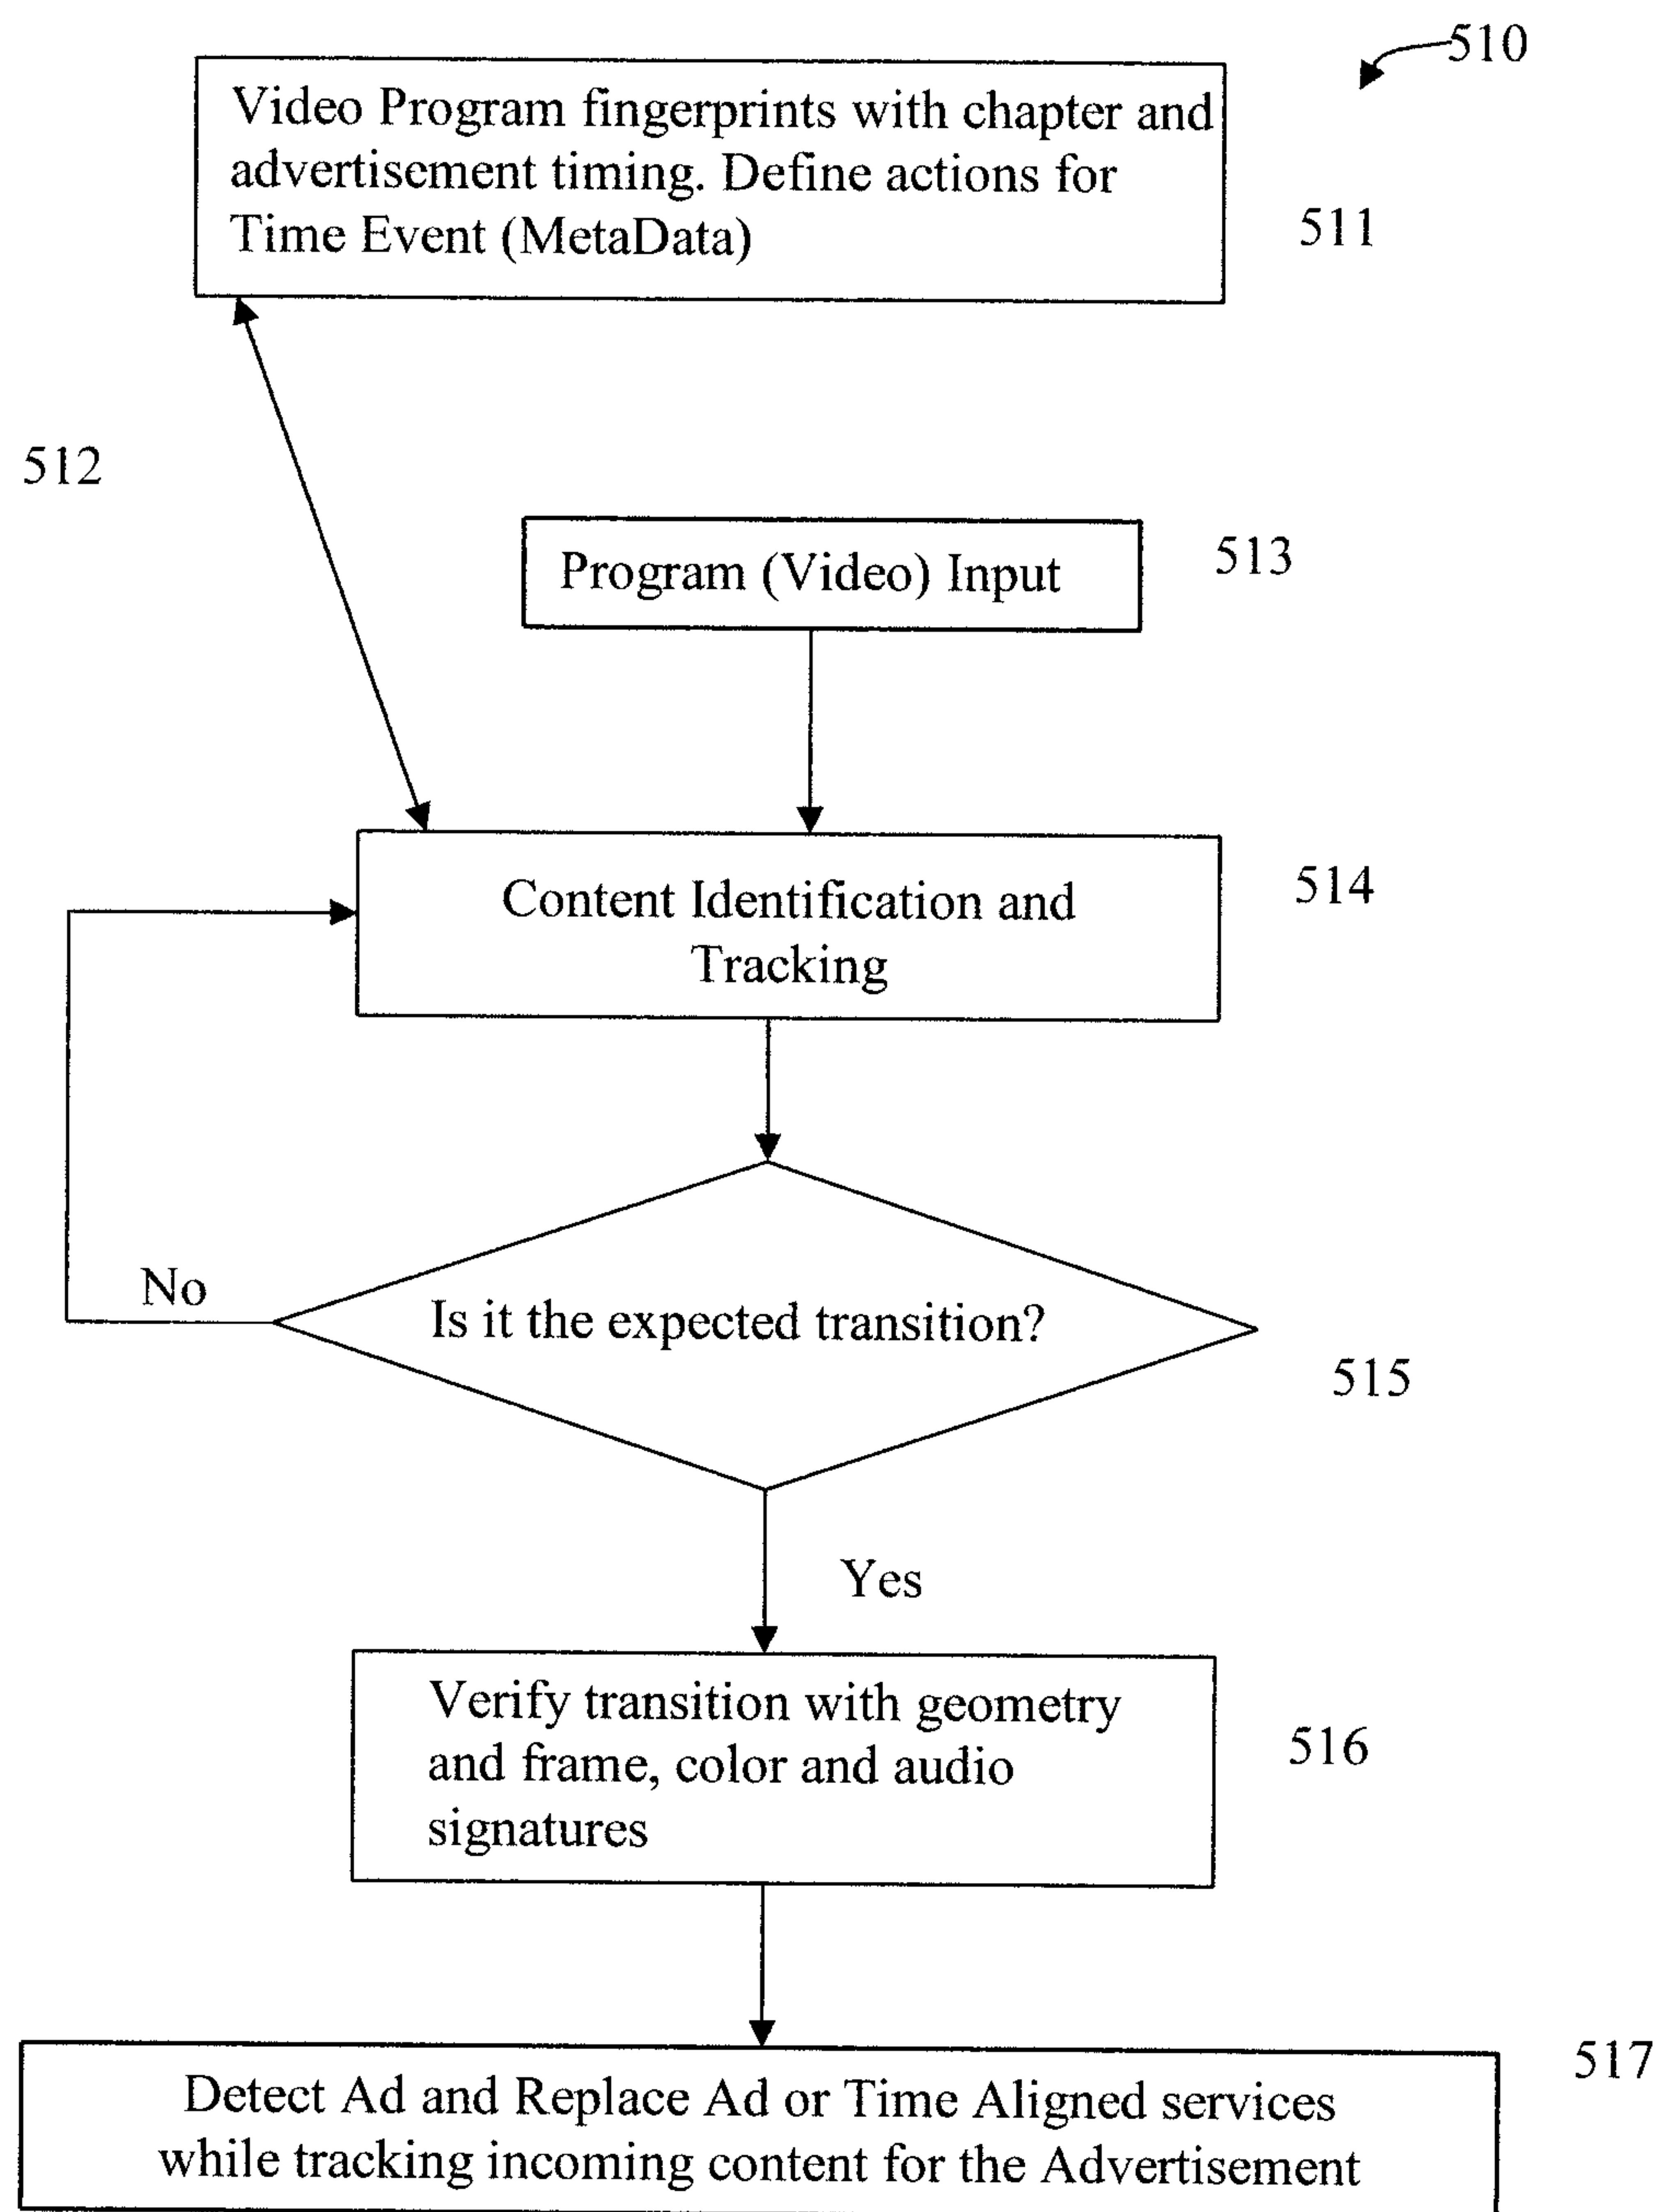 510
Video Program fingerprints with chapter and
advertisement timing. Define actions for
Time Event (MetaData)
511
512
Program (Video) Input
513
Content Identification and
Tracking
514
No
Is it the expected transition?
515
Yes
Verify transition with geometry
and frame, color and audio
signatures
516
517
Detect Ad and Replace Ad or Time Aligned services
while tracking incoming content for the Advertisement